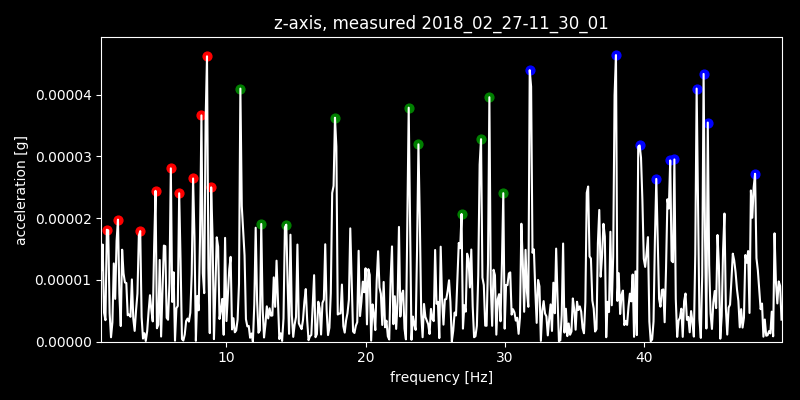 z-axis, measured 2018_02_27-11_30_01
acceleration [g]
0.00004
0.00003
0.00002
0.00001
0.00000
10 20 30 40
frequency [Hz]